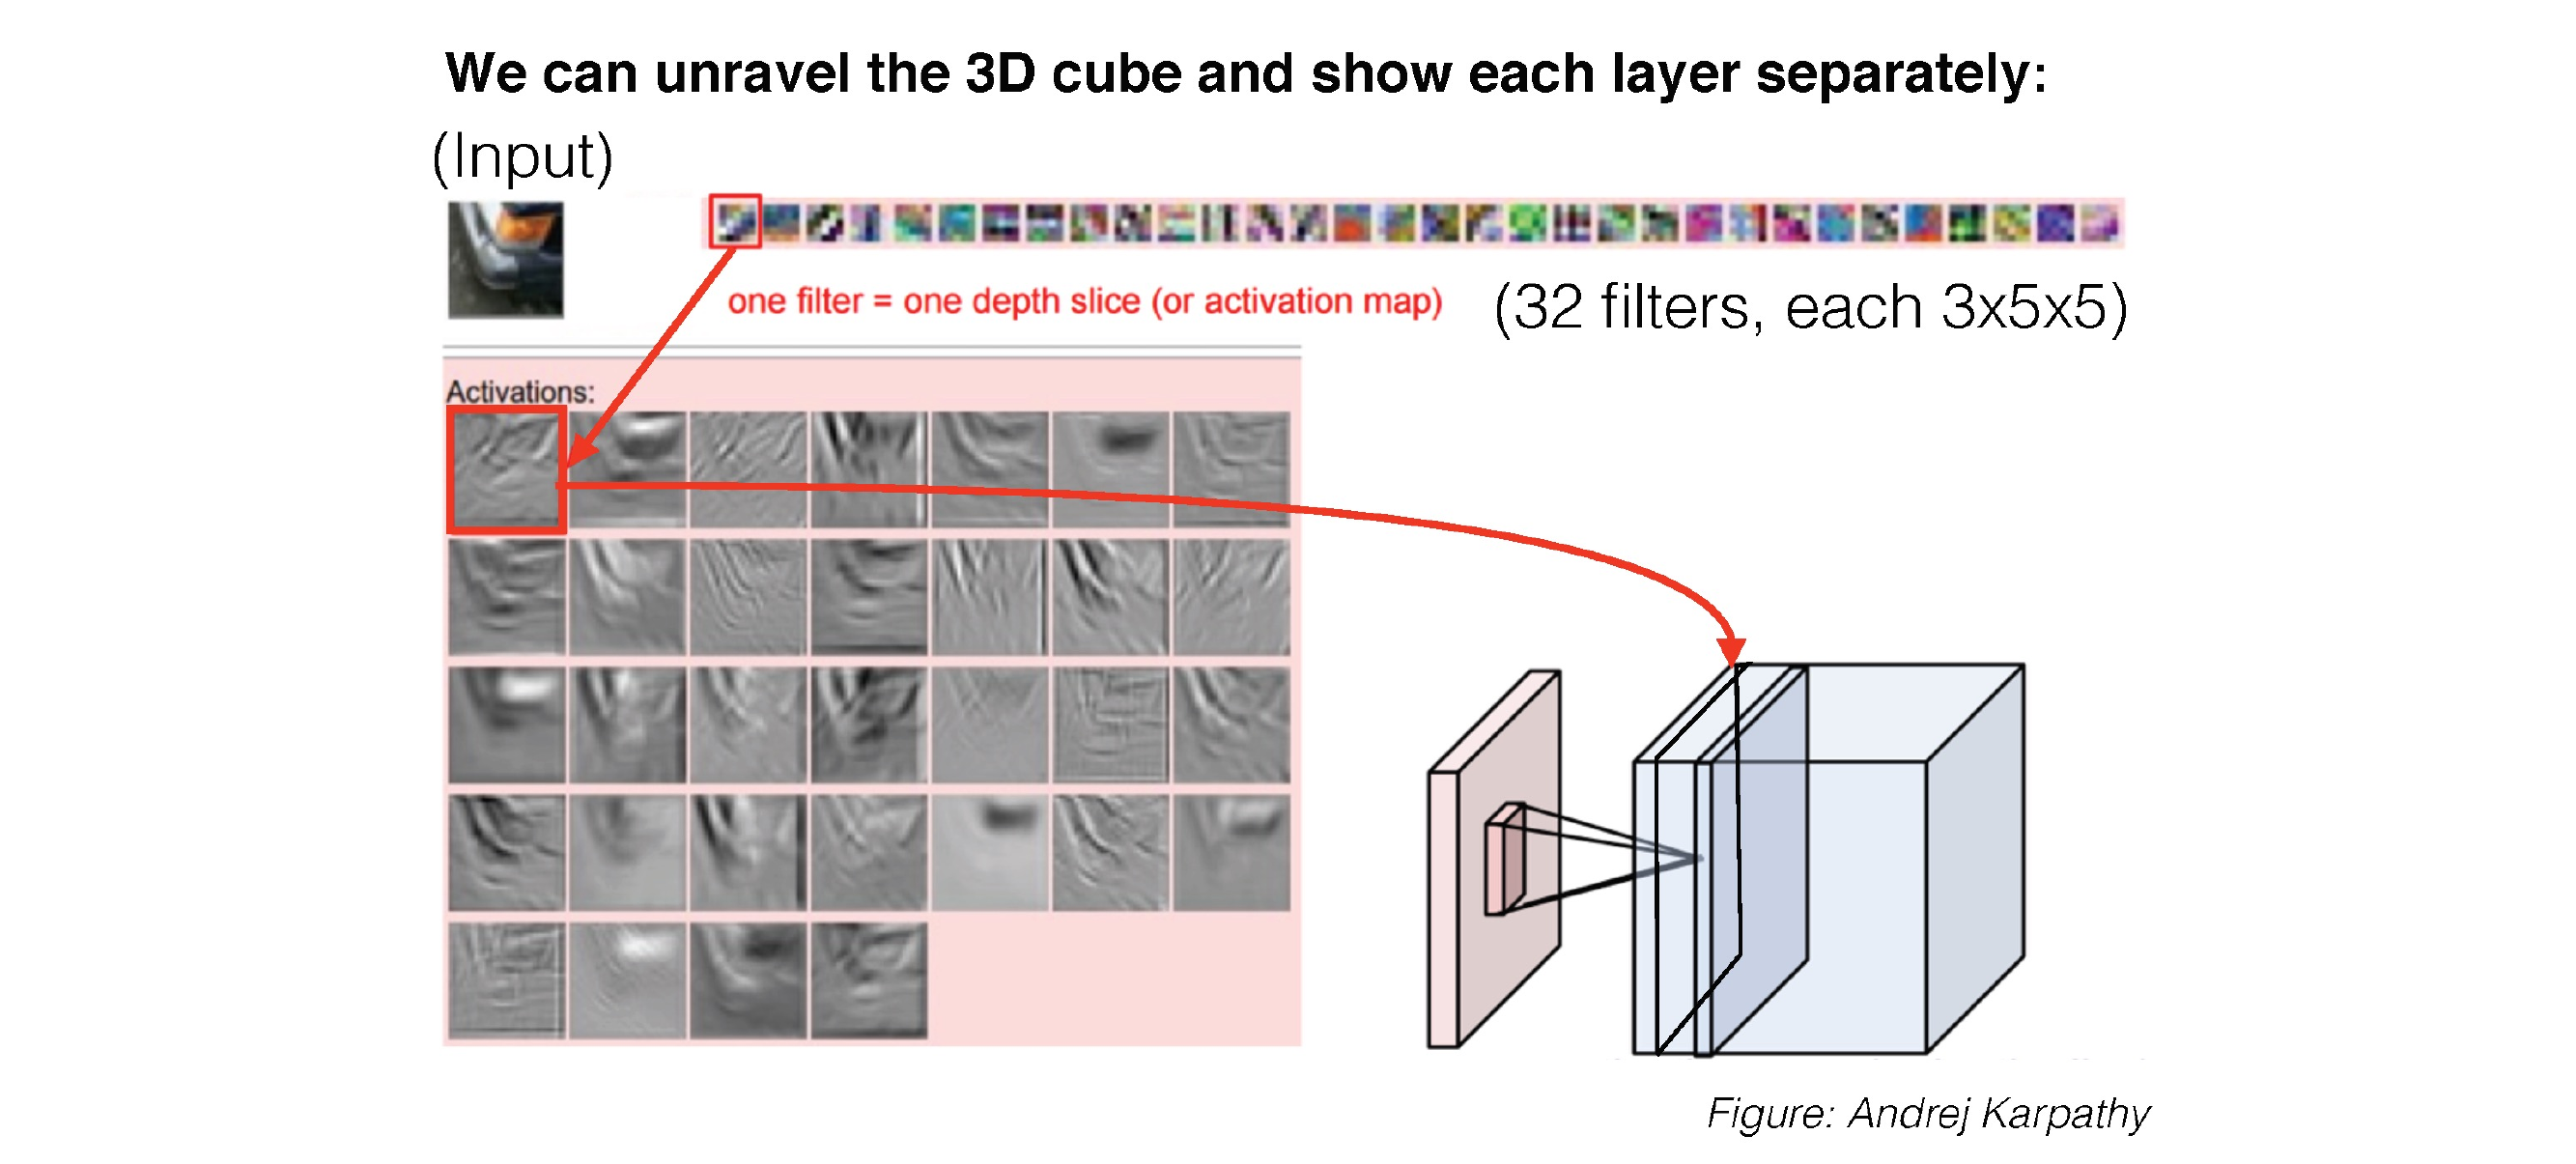 We can unravel the 3D cube and show each layer separately:
(Input)
one filter = one depth slice (or activation map)
(32 filters, each 3x5x5)
Activations:
Figure: Andrej Karpathy